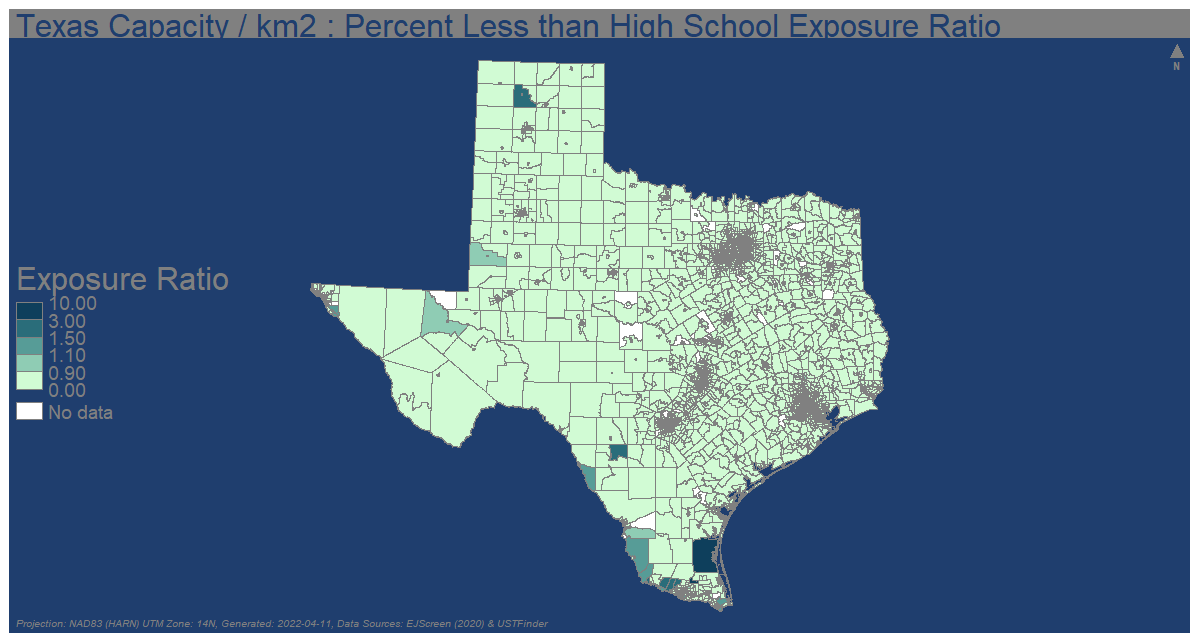 Texas Capacity / km2 : Percent Less than High School Exposure Ratio
N
Exposure Ratio
10.00
3.00
1.50
1.10
0.90
0.00
No data
Projection: NAD83 (HARN) UTM Zone: 14N, Generated: 2022-04-11, Data Sources: EJScreen (2020) & USTFinder